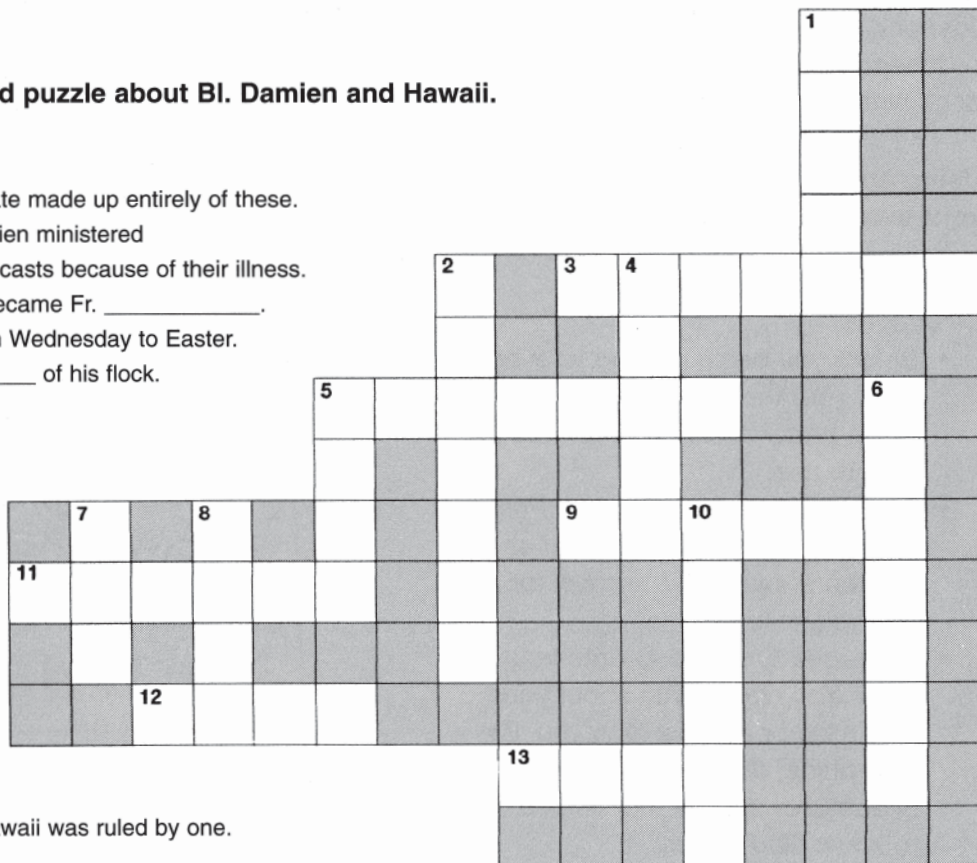 d puzzle about Bl. Damien and Hawaii.
te made up entirely of these.
ien ministered
casts because of their illness.
ecame Fr. _____________.
Wednesday to Easter.
___ of his flock.
1
2 3 4
5 6
7 8 9 10
11
12
13
waii was ruled by one.